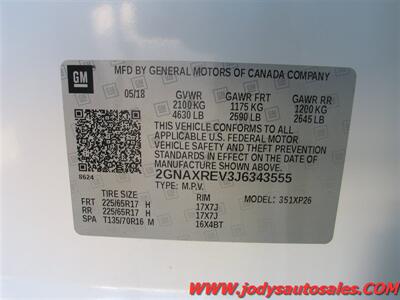 GM
MFD BY GENERAL MOTORS OF CANADA COMPANY
05/18 GVWR GAWR FRT GAWR RR
2100 KG 1175 KG 1200 KG
4630 LB 2590 LB 2645 LB
THIS VEHICLE CONFORMS TO ALL
APPLICABLE U.S. FEDERAL MOTOR
VEHICLE SAFETY AND THEFT PREVENTION
STANDARDS IN EFFECT ON THE DATE OF
MANUFACTURE SHOWN ABOVE.
8624
2GNAXREV3J6343555
TYPE: M.P.V. MODEL: 351XP26
TIRE SIZE RIM
FRT 225/65R17 H 17X7J
RR 225/65R17 H 17X7J
SPA T135/70R16 M 16X4BT
www.jodysautosales.com